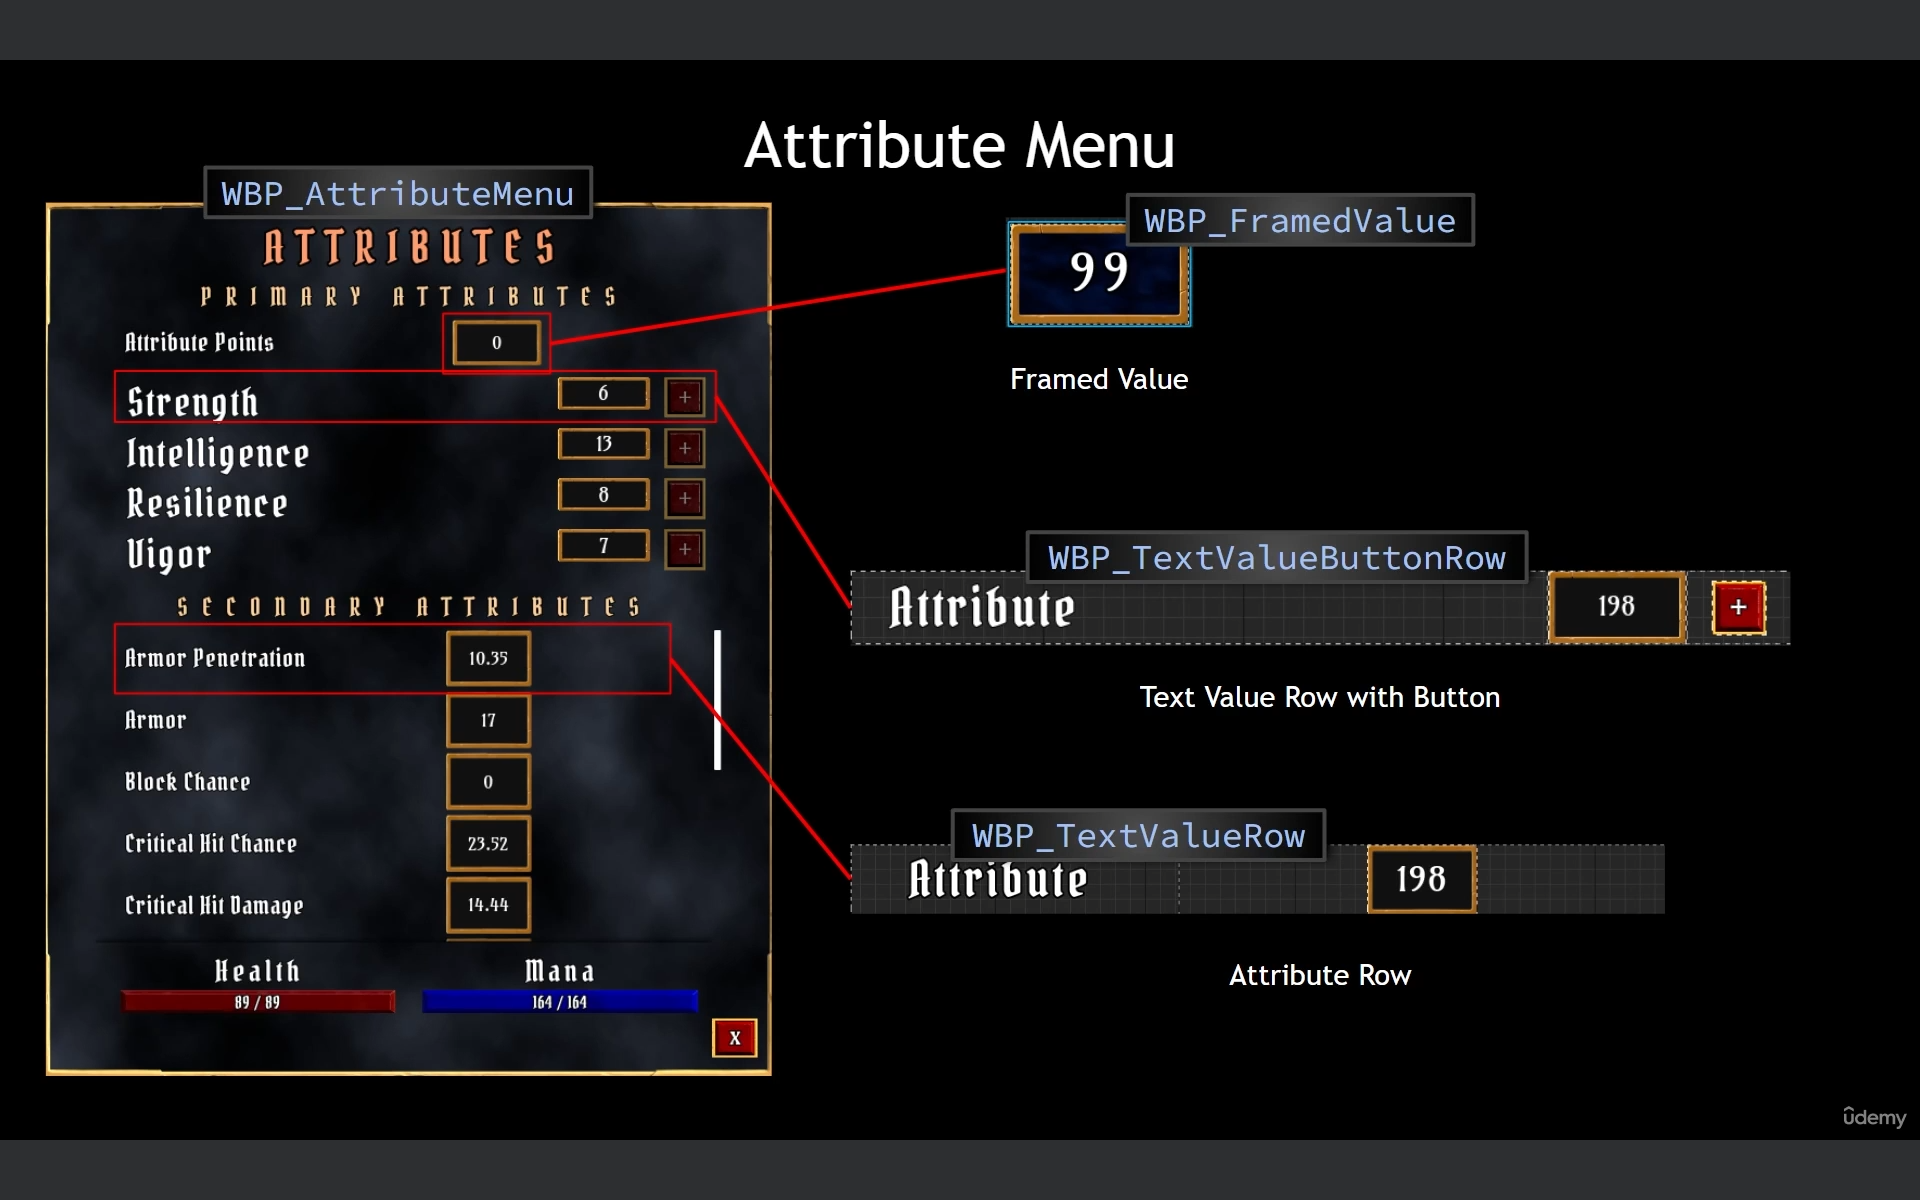 Attribute Menu
WBP_AttributeMenu
ATTRIBUTES
PRIMARY ATTRIBUTES
Attribute Points 0
Strength 6 +
Intelligence 13 +
Resilience 8 +
Vigor 7 +
SECONDARY ATTRIBUTES
Armor Penetration 10.35
Armor 17
Block Chance 0
Critical Hit Chance 23.52
Critical Hit Damage 14.44
Health Mana
89 / 89 164 / 164
X
WBP_FramedValue
99
Framed Value
WBP_TextValueButtonRow
Attribute 198 +
Text Value Row with Button
WBP_TextValueRow
Attribute 198
Attribute Row
ûdemy